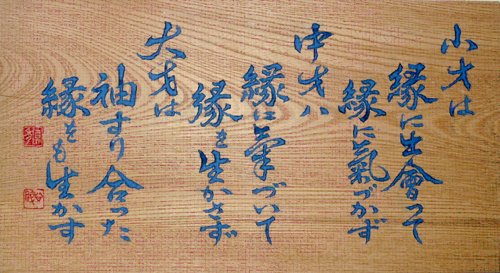 小才は
縁に出會って
縁に氣づかず
中才ハ
縁に氣づいて
縁を生かさず
大才は
袖すり合った
縁をも生かす